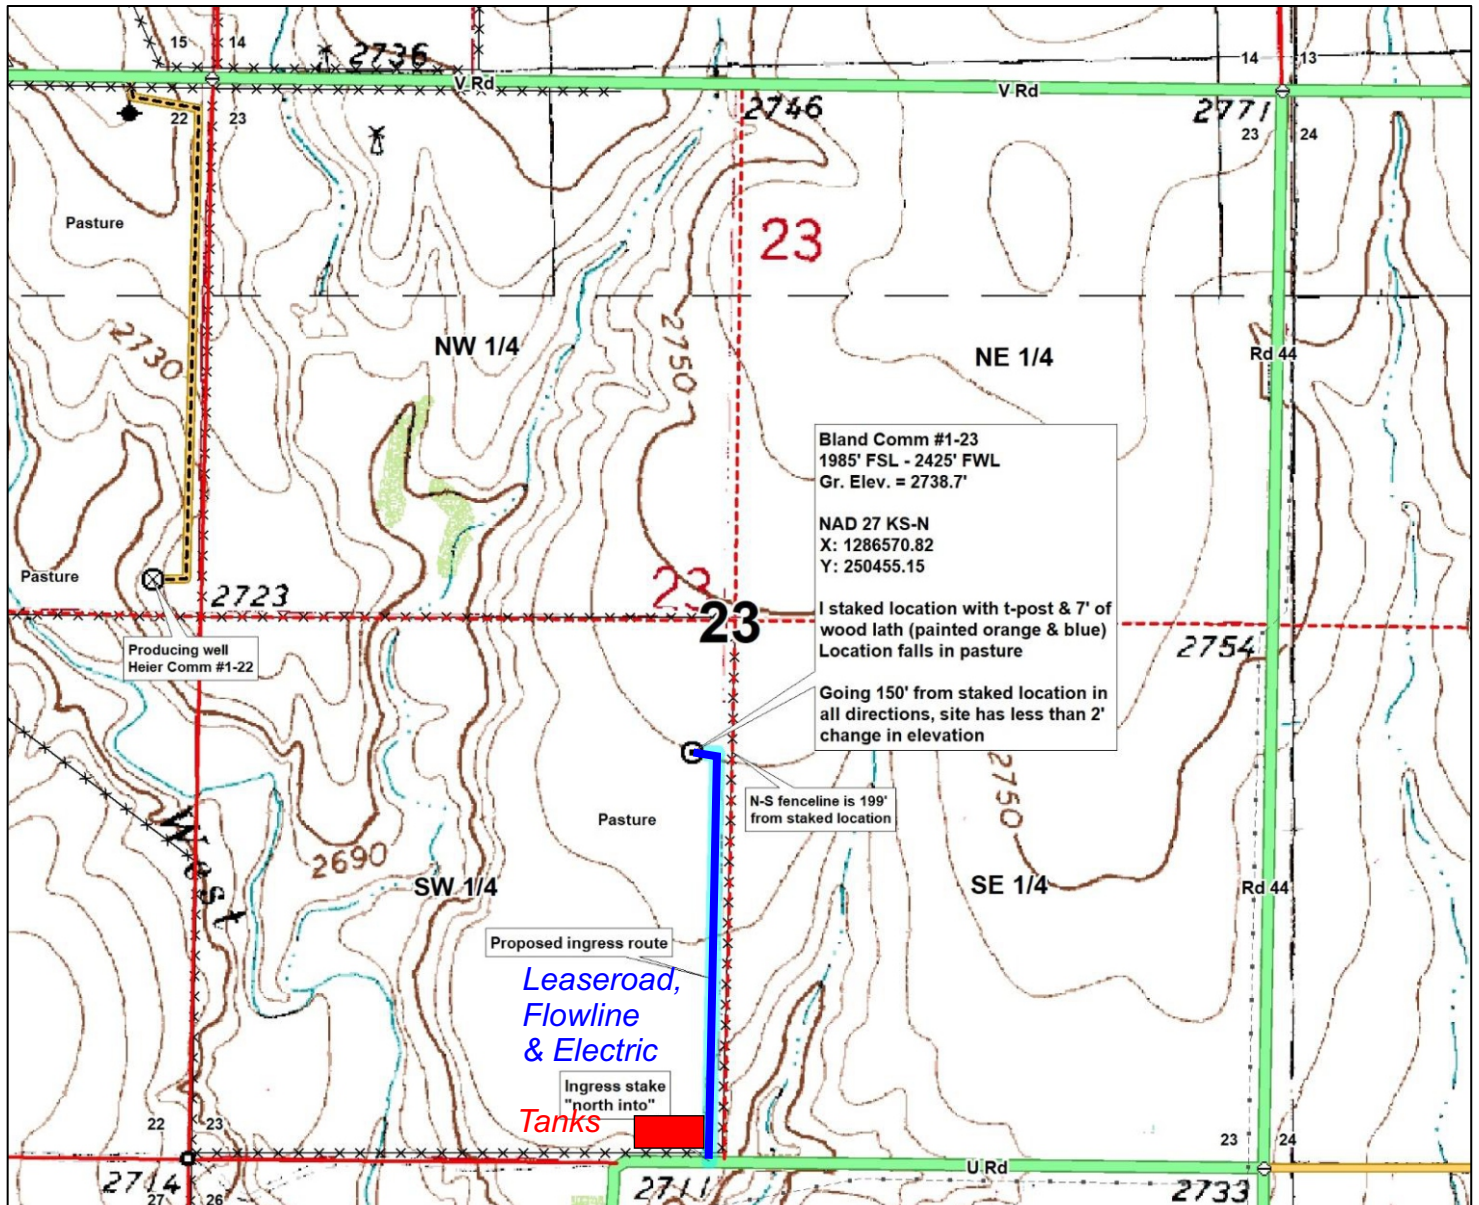 15
14
2736
14
13
V Rd
V Rd
22
23
2746
2771
23
24
Pasture
23
2730
NW 1/4
2750
NE 1/4
Rd 44
Bland Comm #1-23
1985' FSL - 2425' FWL
Gr. Elev. = 2738.7'
NAD 27 KS-N
X: 1286570.82
Y: 250455.15
I staked location with t-post & 7' of
wood lath (painted orange & blue)
Location falls in pasture
Going 150' from staked location in
all directions, site has less than 2'
change in elevation
Pasture
2723
23
23
2754
Producing well
Heier Comm #1-22
N-S fenceline is 199'
from staked location
2750
Pasture
West
2690
SW 1/4
SE 1/4
Rd 44
Proposed ingress route
Leaseroad,
Flowline
& Electric
Ingress stake
"north into"
Tanks
22
23
23
24
U Rd
2714
27
26
2711
2733